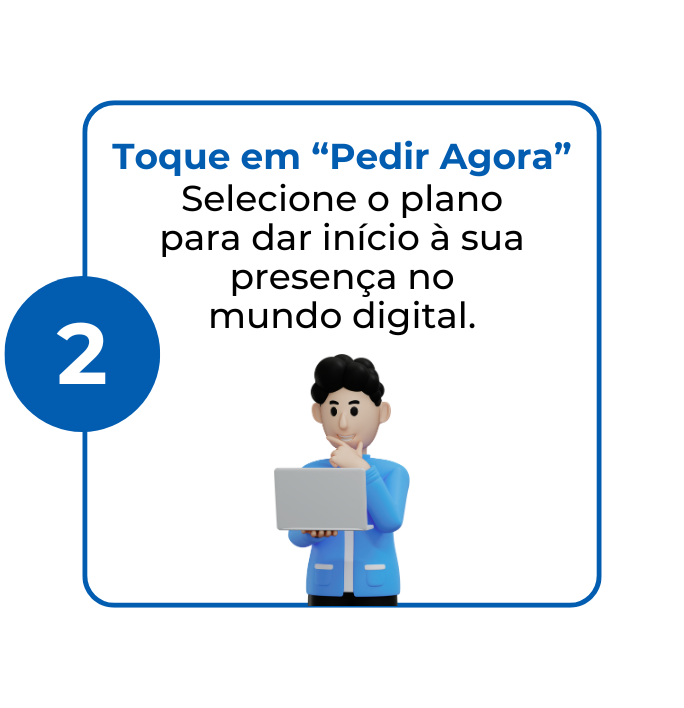 Toque em “Pedir Agora”
Selecione o plano
para dar início à sua
presença no
mundo digital.
2